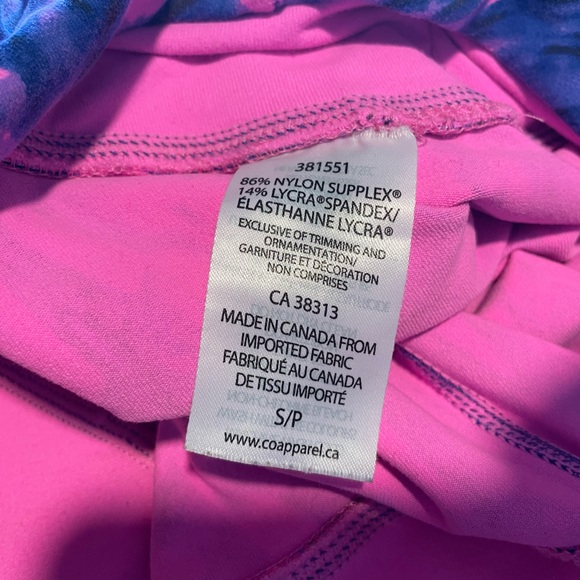 381551
86% NYLON SUPPLEX®
14% LYCRA®SPANDEX/
ÉLASTHANNE LYCRA®
EXCLUSIVE OF TRIMMING AND
ORNAMENTATION/
GARNITURE ET DÉCORATION
NON COMPRISES
CA 38313
MADE IN CANADA FROM
IMPORTED FABRIC
FABRIQUÉ AU CANADA
DE TISSU IMPORTÉ
S/P
www.coapparel.ca